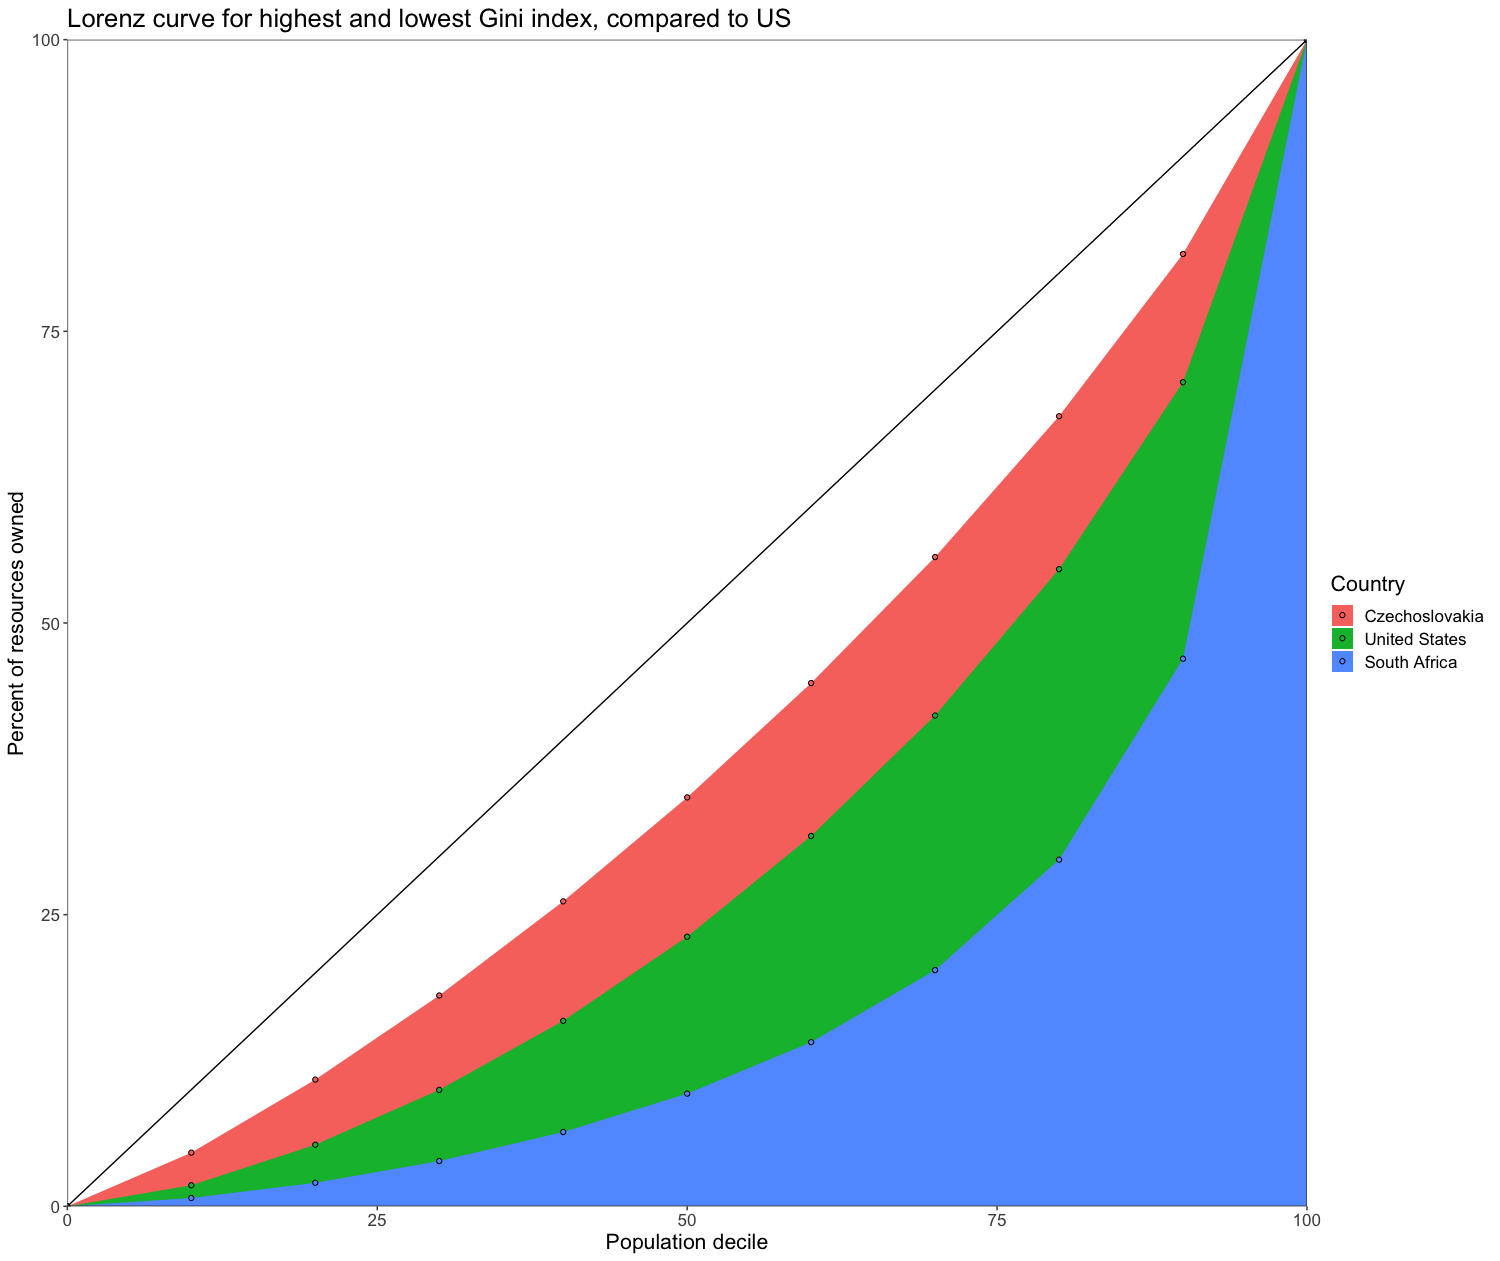 Lorenz curve for highest and lowest Gini index, compared to US
100
75
50
25
0
Percent of resources owned
0 25 50 75 100
Population decile
Country
Czechoslovakia
United States
South Africa